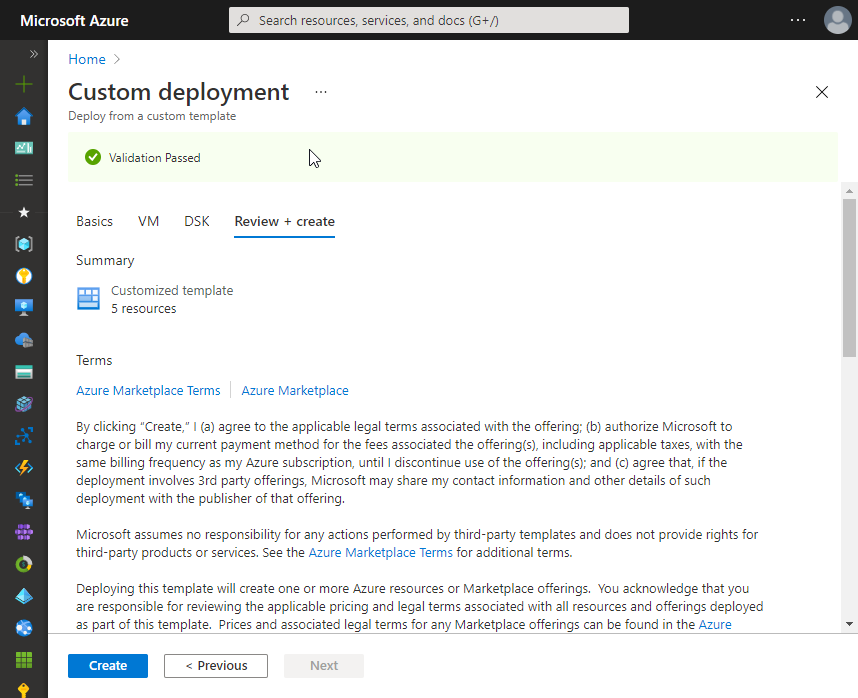 Microsoft Azure
Search resources, services, and docs (G+/)
Home
Custom deployment
Deploy from a custom template
Validation Passed
Basics VM DSK Review + create
Summary
Customized template
5 resources
Terms
Azure Marketplace Terms Azure Marketplace
By clicking “Create,” I (a) agree to the applicable legal terms associated with the offering; (b) authorize Microsoft to
charge or bill my current payment method for the fees associated the offering(s), including applicable taxes, with the
same billing frequency as my Azure subscription, until I discontinue use of the offering(s); and (c) agree that, if the
deployment involves 3rd party offerings, Microsoft may share my contact information and other details of such
deployment with the publisher of that offering.
Microsoft assumes no responsibility for any actions performed by third-party templates and does not provide rights for
third-party products or services. See the Azure Marketplace Terms for additional terms.
Deploying this template will create one or more Azure resources or Marketplace offerings. You acknowledge that you
are responsible for reviewing the applicable pricing and legal terms associated with all resources and offerings deployed
as part of this template. Prices and associated legal terms for any Marketplace offerings can be found in the Azure
Create < Previous Next